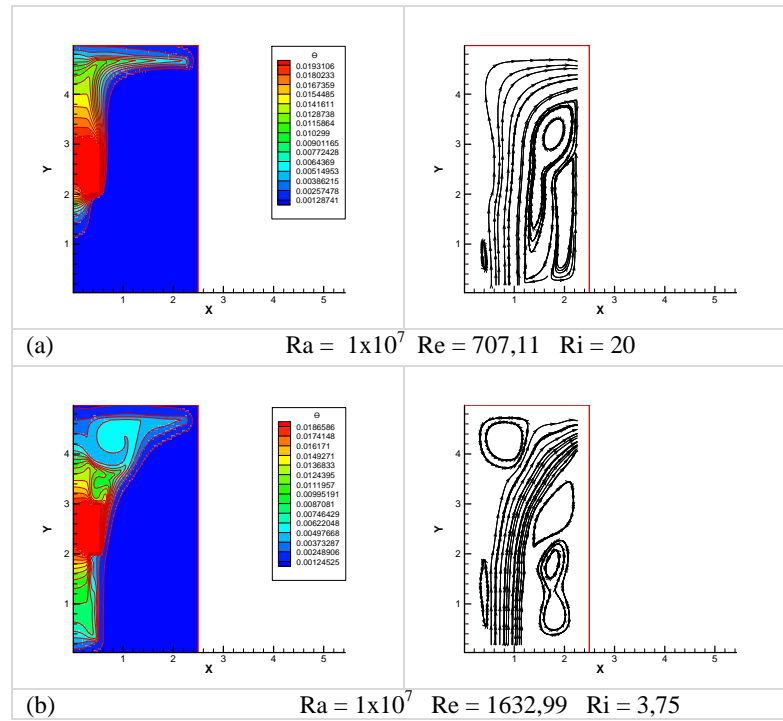 Θ
0.0193106
0.0180233
0.0167359
0.0154485
0.0141611
0.0128738
0.0115864
0.010299
0.00901165
0.00772428
0.0064369
0.00514953
0.00386215
0.00257478
0.00128741
Y
4
3
2
1
1 2 3 4 5
X
Y
4
3
2
1
1 2 3 4 5
X
(a) Ra = 1x10⁷ Re = 707,11 Ri = 20
Θ
0.0186586
0.0174148
0.016171
0.0149271
0.0136833
0.0124395
0.0111957
0.00995191
0.0087081
0.00746429
0.00622048
0.00497668
0.00373287
0.00248906
0.00124525
Y
4
3
2
1
1 2 3 4 5
X
Y
4
3
2
1
1 2 3 4 5
X
(b) Ra = 1x10⁷ Re = 1632,99 Ri = 3,75